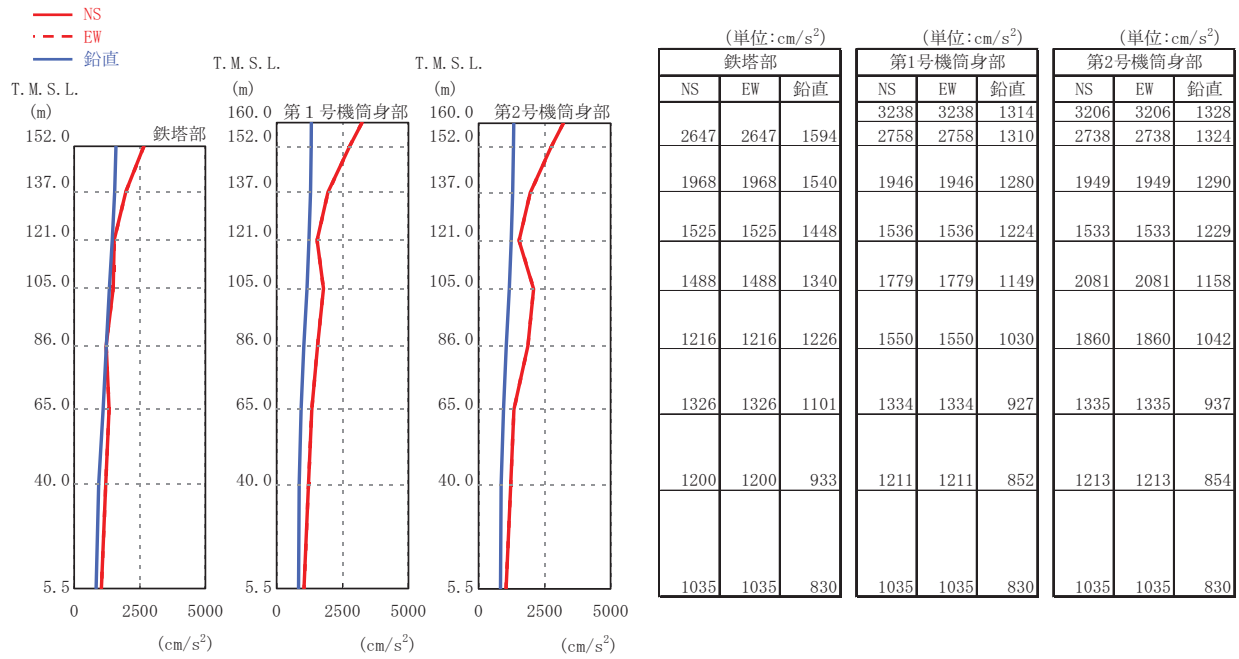 NS
EW
鉛直
T.M.S.L.
(m)
鉄塔部
152.0
137.0
121.0
105.0
86.0
65.0
40.0
5.5
0 2500 5000
(cm/s²)
T.M.S.L.
(m)
160.0 第1号機筒身部
152.0
137.0
121.0
105.0
86.0
65.0
40.0
5.5
0 2500 5000
(cm/s²)
T.M.S.L.
(m)
160.0 第2号機筒身部
152.0
137.0
121.0
105.0
86.0
65.0
40.0
5.5
0 2500 5000
(cm/s²)
(単位:cm/s²)
鉄塔部
NS EW 鉛直
2647 2647 1594
1968 1968 1540
1525 1525 1448
1488 1488 1340
1216 1216 1226
1326 1326 1101
1200 1200 933
1035 1035 830
(単位:cm/s²)
第1号機筒身部
NS EW 鉛直
3238 3238 1314
2758 2758 1310
1946 1946 1280
1536 1536 1224
1779 1779 1149
1550 1550 1030
1334 1334 927
1211 1211 852
1035 1035 830
(単位:cm/s²)
第2号機筒身部
NS EW 鉛直
3206 3206 1328
2738 2738 1324
1949 1949 1290
1533 1533 1229
2081 2081 1158
1860 1860 1042
1335 1335 937
1213 1213 854
1035 1035 830